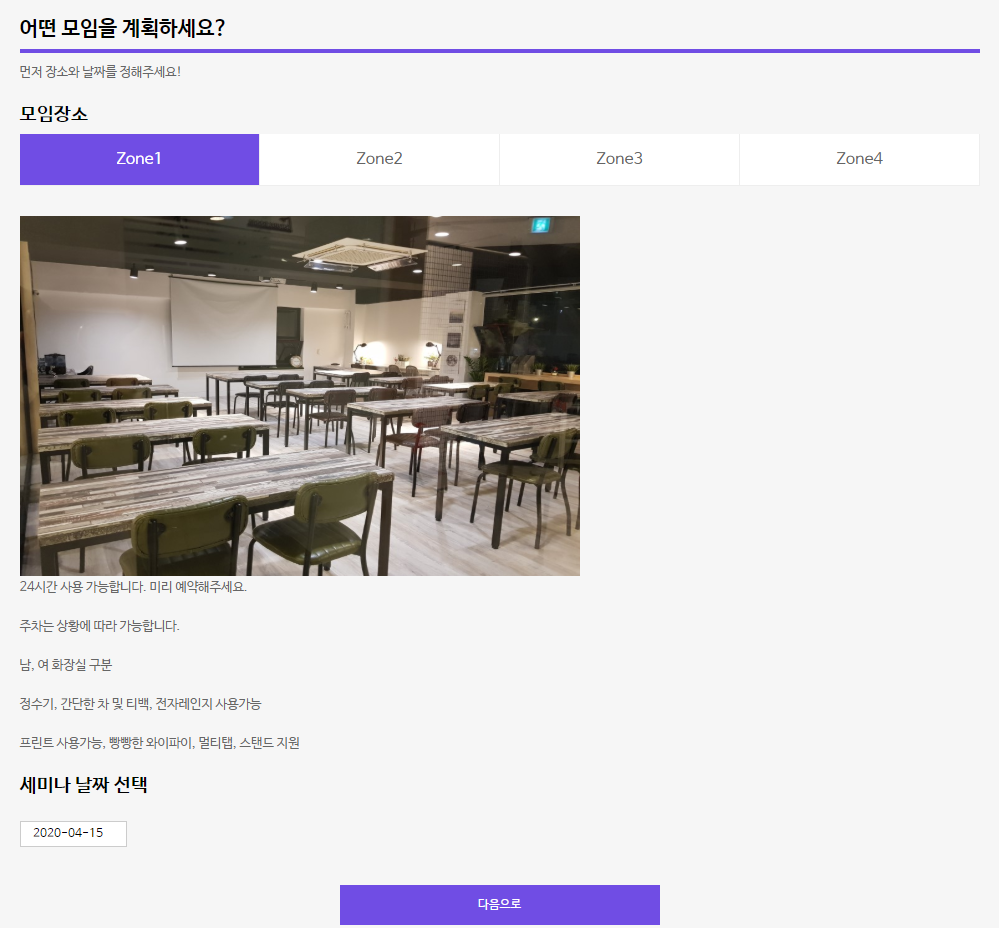 어떤 모임을 계획하세요?
먼저 장소와 날짜를 정해주세요!
모임장소
Zone1
Zone2
Zone3
Zone4
24시간 사용 가능합니다. 미리 예약해주세요.
주차는 상황에 따라 가능합니다.
남, 여 화장실 구분
정수기, 간단한 차 및 티백, 전자레인지 사용가능
프린트 사용가능, 빵빵한 와이파이, 멀티탭, 스탠드 지원
세미나 날짜 선택
2020-04-15
다음으로